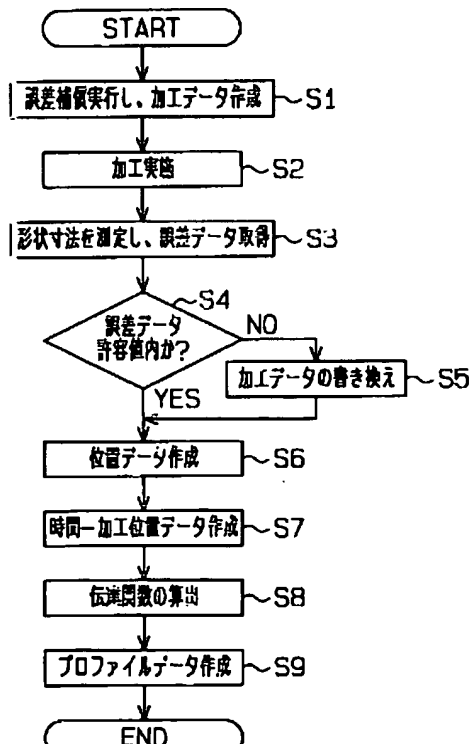 START
誤差補償実行し、加工データ作成 S1
加工実施 S2
形状寸法を測定し、誤差データ取得 S3
S4
誤差データ
許容値内か?
NO
加工データの書き換え S5
YES
位置データ作成 S6
時間ー加工位置データ作成 S7
伝達関数の算出 S8
プロファイルデータ作成 S9
END